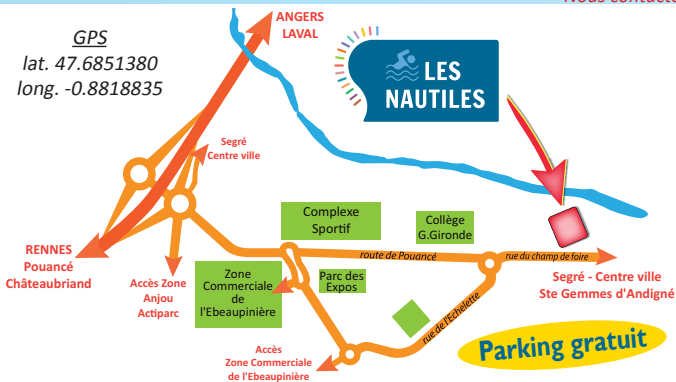 Nous contacte
ANGERS
LAVAL
GPS
lat. 47.6851380
long. -0.8818835
LES
NAUTILES
Segré
Centre ville
Complexe
Sportif
Collège
G.Gironde
RENNES
Pouancé
Châteaubriand
route de Pouancé
rue du champ de foire
Accès Zone
Anjou
Actiparc
Zone
Commerciale
de
l'Ebeaupinière
Parc des
Expos
Segré - Centre ville
Ste Gemmes d'Andigné
rue de l'Echelette
Parking gratuit
Accès
Zone Commerciale
de l'Ebeaupinière